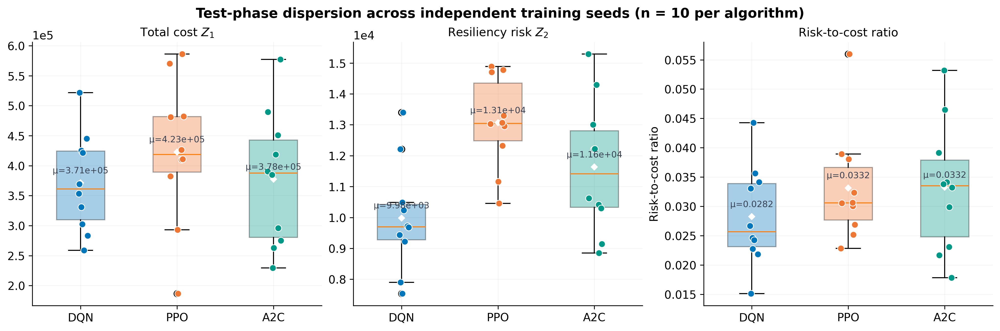 Test-phase dispersion across independent training seeds (n = 10 per algorithm)
Total cost Z₁
1e5
6.0
5.5
5.0
4.5
4.0
3.5
3.0
2.5
2.0
μ=3.71e+05
μ=4.23e+05
μ=3.78e+05
DQN
PPO
A2C
Resiliency risk Z₂
1e4
1.5
1.4
1.3
1.2
1.1
1.0
0.9
0.8
μ=9.98e+03
μ=1.31e+04
μ=1.16e+04
DQN
PPO
A2C
Risk-to-cost ratio
Risk-to-cost ratio
0.055
0.050
0.045
0.040
0.035
0.030
0.025
0.020
0.015
μ=0.0282
μ=0.0332
μ=0.0332
DQN
PPO
A2C